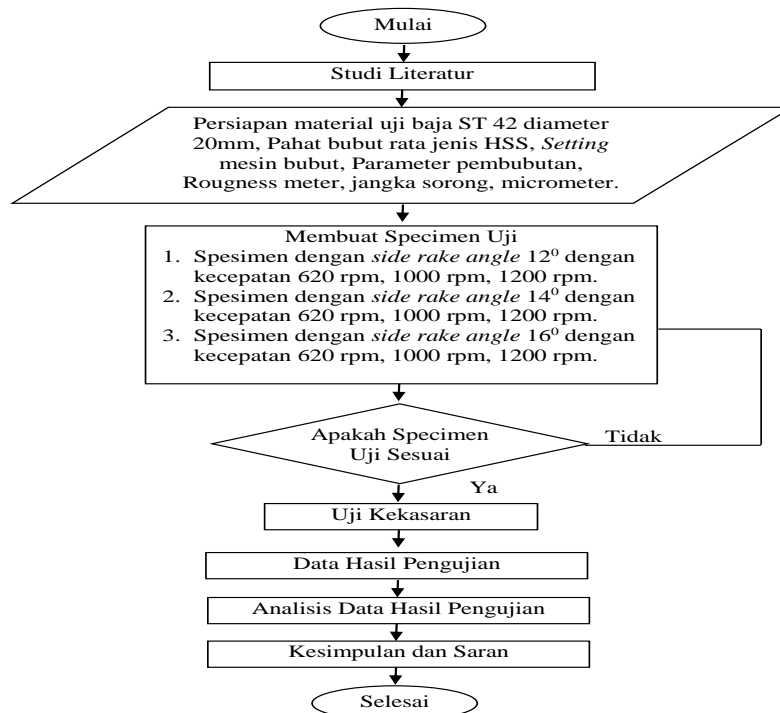 Mulai
Studi Literatur
Persiapan material uji baja ST 42 diameter
20mm, Pahat bubut rata jenis HSS, Setting
mesin bubut, Parameter pembubutan,
Rougness meter, jangka sorong, micrometer.
Membuat Specimen Uji
1. Spesimen dengan side rake angle 12⁰ dengan
kecepatan 620 rpm, 1000 rpm, 1200 rpm.
2. Spesimen dengan side rake angle 14⁰ dengan
kecepatan 620 rpm, 1000 rpm, 1200 rpm.
3. Spesimen dengan side rake angle 16⁰ dengan
kecepatan 620 rpm, 1000 rpm, 1200 rpm.
Apakah Specimen
Uji Sesuai
Tidak
Ya
Uji Kekasaran
Data Hasil Pengujian
Analisis Data Hasil Pengujian
Kesimpulan dan Saran
Selesai